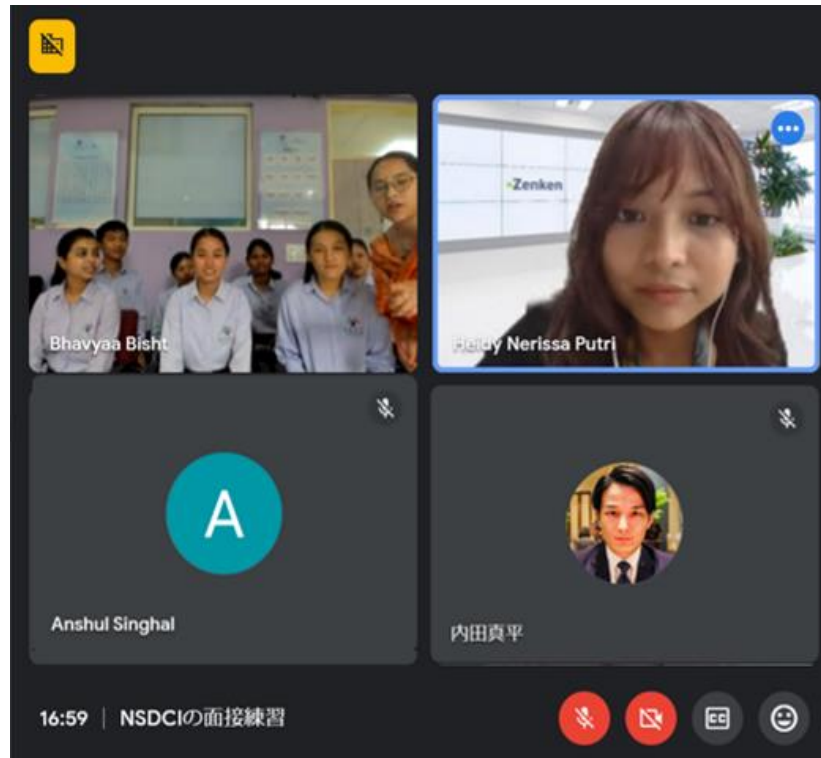 Zenken
Bhavyaa Bisht
Heidy Nerissa Putri
A
Anshul Singhal
内田真平
16:59 | NSDCIの面接練習
CC